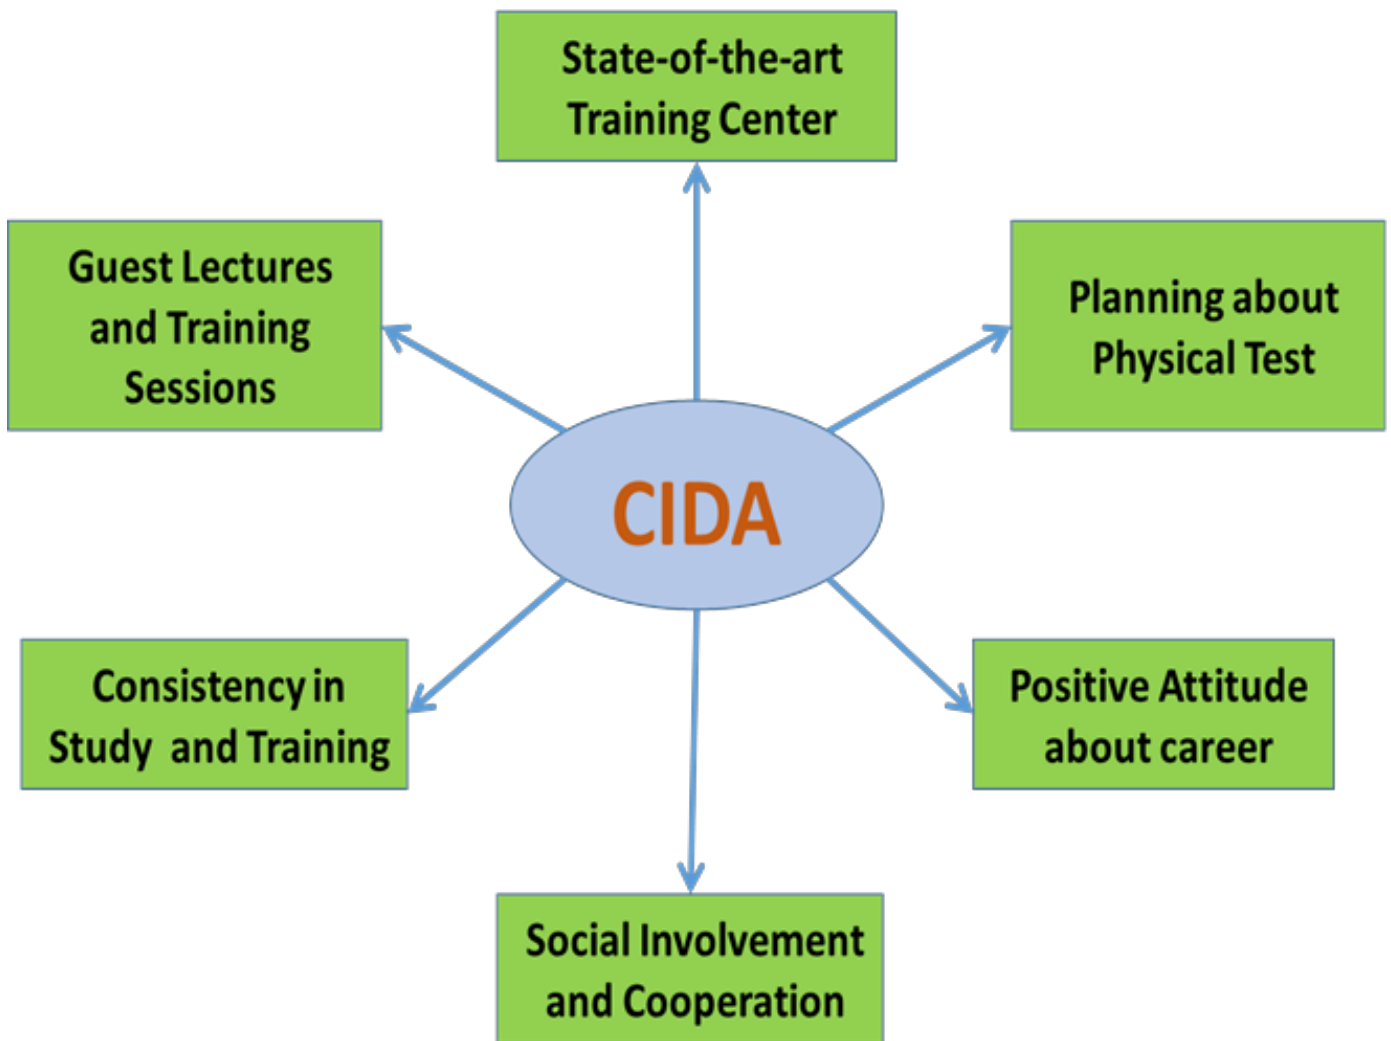 State-of-the-art
Training Center
Guest Lectures
and Training
Sessions
Planning about
Physical Test
CIDA
Consistency in
Study and Training
Positive Attitude
about career
Social Involvement
and Cooperation